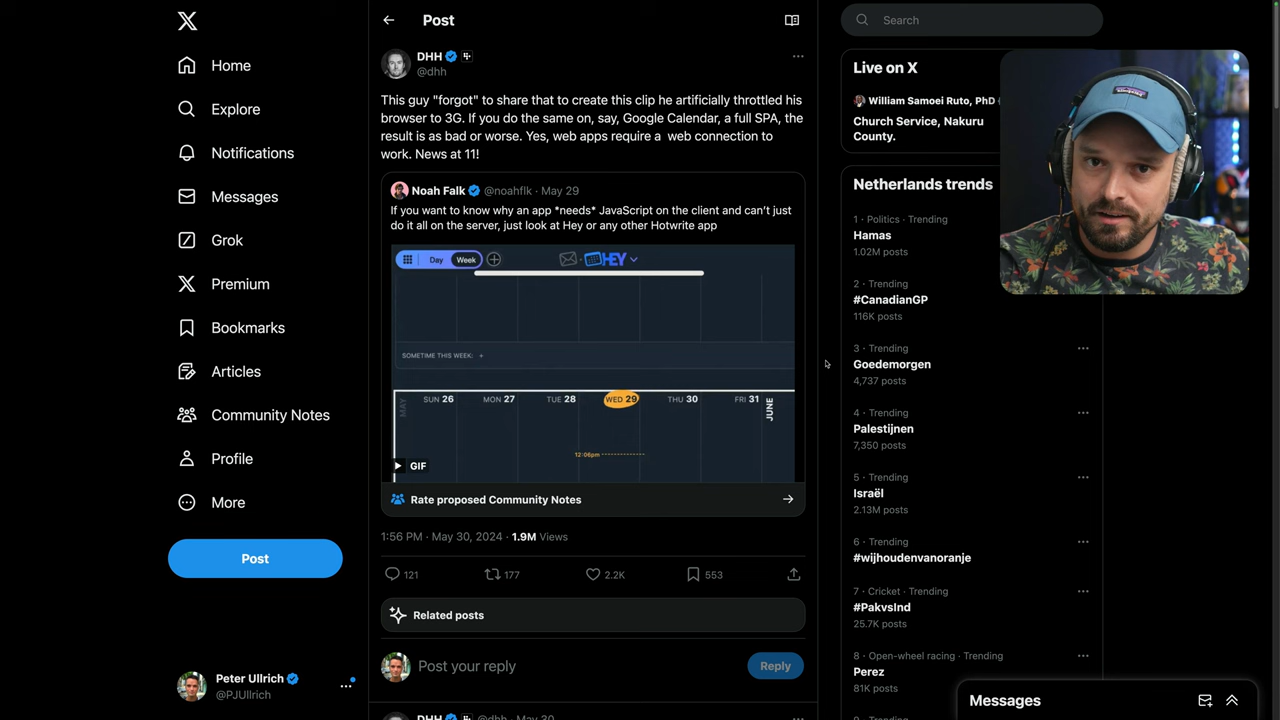 Home
Explore
Notifications
Messages
Grok
Premium
Bookmarks
Articles
Community Notes
Profile
More
Post
Peter Ullrich
@PJUllrich
Post
DHH
@dhh
This guy "forgot" to share that to create this clip he artificially throttled his
browser to 3G. If you do the same on, say, Google Calendar, a full SPA, the
result is as bad or worse. Yes, web apps require a web connection to
work. News at 11!
Noah Falk @noahflk · May 29
If you want to know why an app *needs* JavaScript on the client and can't just
do it all on the server, just look at Hey or any other Hotwrite app
Day Week HEY
SOMETIME THIS WEEK: +
MAY SUN 26 MON 27 TUE 28 WED 29 THU 30 FRI 31 JUNE
12:06pm
GIF
Rate proposed Community Notes
1:56 PM · May 30, 2024 · 1.9M Views
121 177 2.2K 553
Related posts
Post your reply
Reply
DHH @dhh · May 30
Search
Live on X
William Samoei Ruto, PhD
Church Service, Nakuru
County.
Netherlands trends
1 · Politics · Trending
Hamas
1.02M posts
2 · Trending
#CanadianGP
116K posts
3 · Trending
Goedemorgen
4,737 posts
4 · Trending
Palestijnen
7,350 posts
5 · Trending
Israël
2.13M posts
6 · Trending
#wijhoudenvanoranje
7 · Cricket · Trending
#PakvsInd
25.7K posts
8 · Open-wheel racing · Trending
Perez
81K posts
Messages